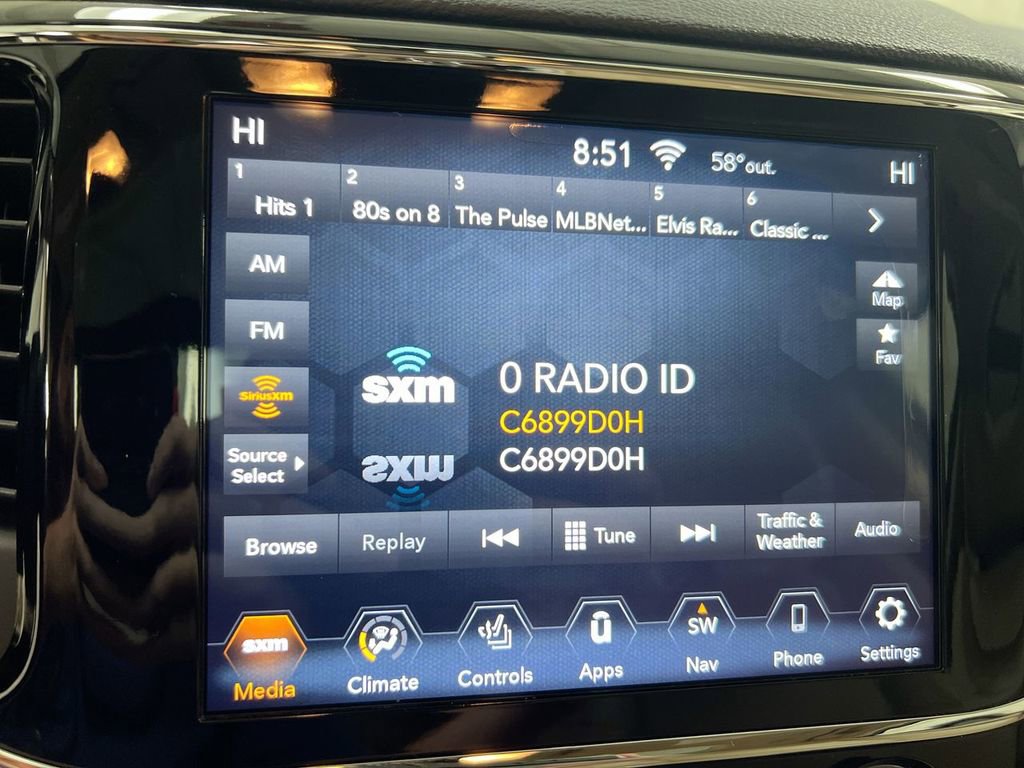 HI
8:51
58° out.
HI
1
Hits 1
2
80s on 8
3
The Pulse
4
MLBNet...
5
Elvis Ra...
6
Classic ...
AM
Map
FM
Fav
SiriusXM
sxm
0 RADIO ID
C6899D0H
C6899D0H
Source
Select
Browse
Replay
Tune
Traffic &
Weather
Audio
sxm
Media
Climate
Controls
u
Apps
SW
Nav
Phone
Settings